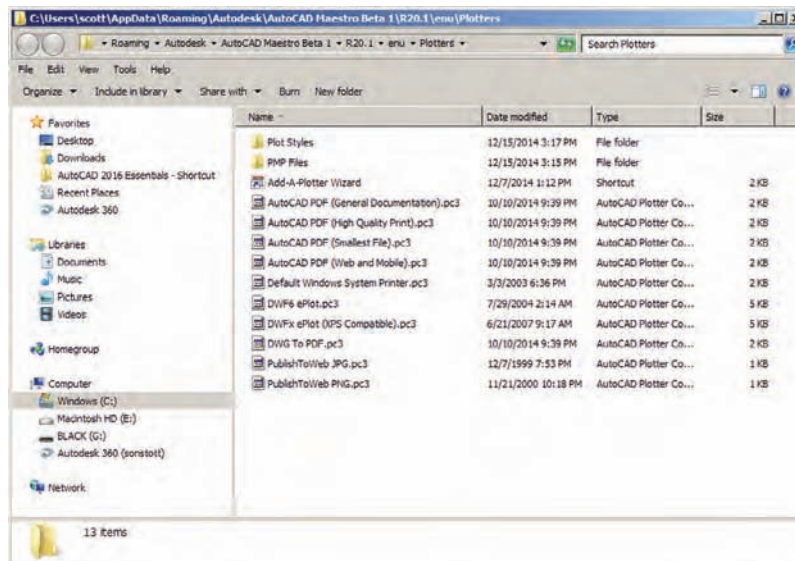 C:\Users\scott\AppData\Roaming\Autodesk\AutoCAD Maestro Beta 1\R20.1\enu\Plotters
Roaming Autodesk AutoCAD Maestro Beta 1 R20.1 enu Plotters Search Plotters
File Edit View Tools Help
Organize Include in library Share with Burn New folder
Favorites
Desktop
Downloads
AutoCAD 2016 Essentials - Shortcut
Recent Places
Autodesk 360
Libraries
Documents
Music
Pictures
Videos
Homegroup
Computer
Windows (C:)
Macintosh HD (E:)
BLACK (G:)
Autodesk 360 (sonstott)
Network
Name Date modified Type Size
Plot Styles 12/15/2014 3:17 PM File folder
PMP Files 12/15/2014 3:15 PM File folder
Add-A-Plotter Wizard 12/7/2014 1:12 PM Shortcut 2 KB
AutoCAD PDF (General Documentation).pc3 10/10/2014 9:39 PM AutoCAD Plotter Co... 2 KB
AutoCAD PDF (High Quality Print).pc3 10/10/2014 9:39 PM AutoCAD Plotter Co... 2 KB
AutoCAD PDF (Smallest File).pc3 10/10/2014 9:39 PM AutoCAD Plotter Co... 2 KB
AutoCAD PDF (Web and Mobile).pc3 10/10/2014 9:39 PM AutoCAD Plotter Co... 2 KB
Default Windows System Printer.pc3 3/3/2003 6:36 PM AutoCAD Plotter Co... 2 KB
DWF6 ePlot.pc3 7/29/2004 2:14 AM AutoCAD Plotter Co... 5 KB
DWFx ePlot (XPS Compatible).pc3 6/21/2007 9:17 AM AutoCAD Plotter Co... 5 KB
DWG To PDF.pc3 10/10/2014 9:39 PM AutoCAD Plotter Co... 2 KB
PublishToWeb JPG.pc3 12/7/1999 7:53 PM AutoCAD Plotter Co... 1 KB
PublishToWeb PNG.pc3 11/21/2000 10:18 PM AutoCAD Plotter Co... 1 KB
13 items